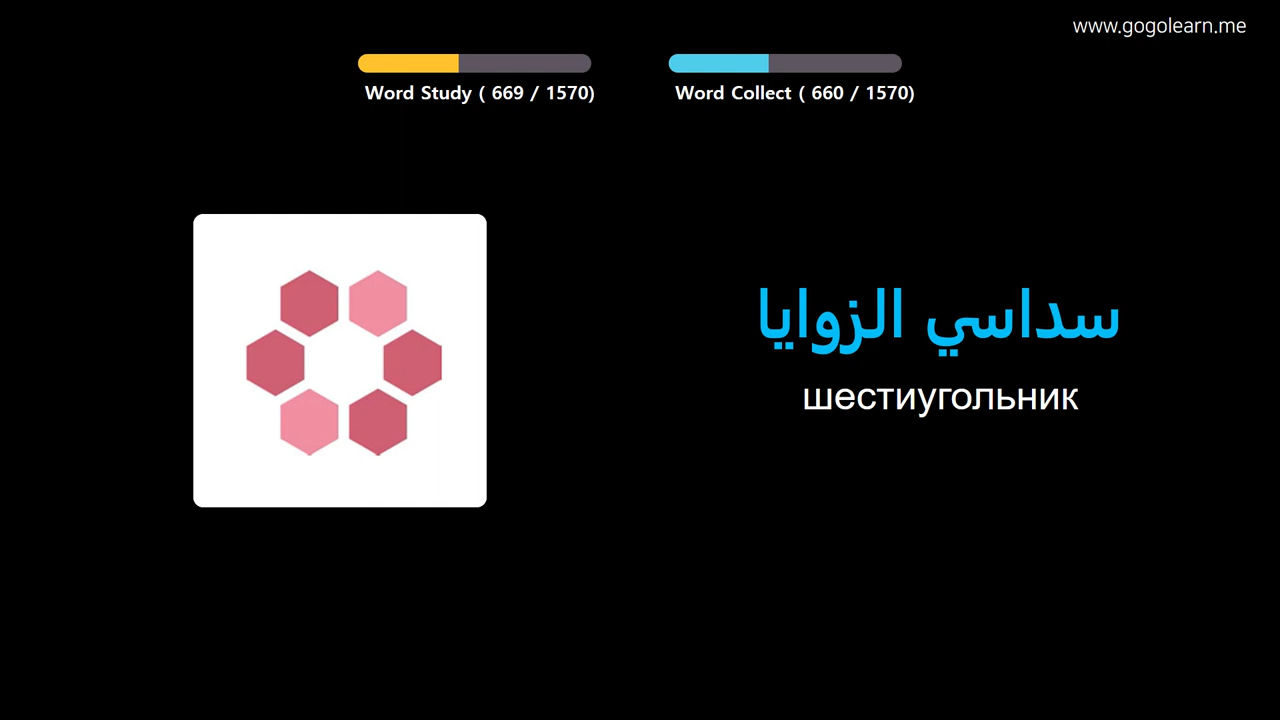 www.gogolearn.me
Word Study ( 669 / 1570)
Word Collect ( 660 / 1570)
سداسي الزوايا
шестиугольник